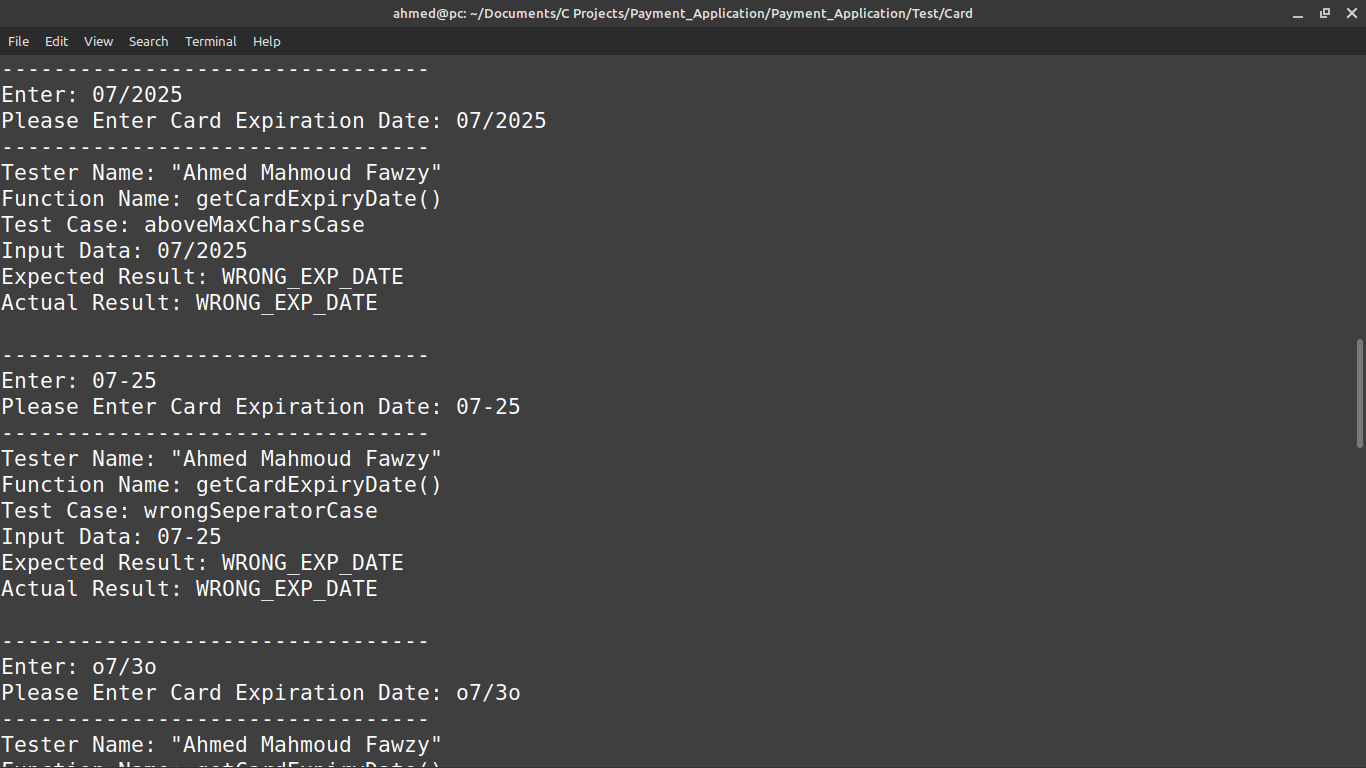 ahmed@pc: ~/Documents/C Projects/Payment_Application/Payment_Application/Test/Card
File Edit View Search Terminal Help
---------------------------------
Enter: 07/2025
Please Enter Card Expiration Date: 07/2025
---------------------------------
Tester Name: "Ahmed Mahmoud Fawzy"
Function Name: getCardExpiryDate()
Test Case: aboveMaxCharsCase
Input Data: 07/2025
Expected Result: WRONG_EXP_DATE
Actual Result: WRONG_EXP_DATE

---------------------------------
Enter: 07-25
Please Enter Card Expiration Date: 07-25
---------------------------------
Tester Name: "Ahmed Mahmoud Fawzy"
Function Name: getCardExpiryDate()
Test Case: wrongSeperatorCase
Input Data: 07-25
Expected Result: WRONG_EXP_DATE
Actual Result: WRONG_EXP_DATE

---------------------------------
Enter: o7/3o
Please Enter Card Expiration Date: o7/3o
---------------------------------
Tester Name: "Ahmed Mahmoud Fawzy"
Function Name: getCardExpiryDate()